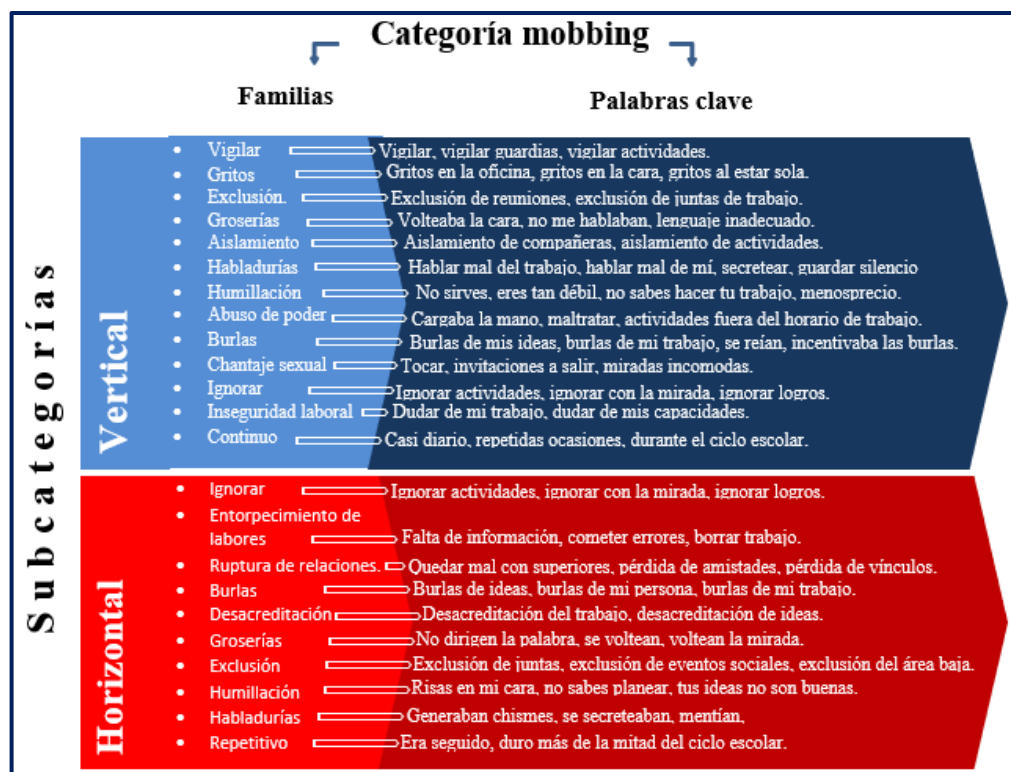 Categoría mobbing
Familias
Palabras clave
Subcategorías
Vertical
• Vigilar Vigilar, vigilar guardias, vigilar actividades.
• Gritos Gritos en la oficina, gritos en la cara, gritos al estar sola.
• Exclusión. Exclusión de reuniones, exclusión de juntas de trabajo.
• Groserías Volteaba la cara, no me hablaban, lenguaje inadecuado.
• Aislamiento Aislamiento de compañeras, aislamiento de actividades.
• Habladurías Hablar mal del trabajo, hablar mal de mí, secretear, guardar silencio
• Humillación No sirves, eres tan débil, no sabes hacer tu trabajo, menosprecio.
• Abuso de poder Cargaba la mano, maltratar, actividades fuera del horario de trabajo.
• Burlas Burlas de mis ideas, burlas de mi trabajo, se reían, incentivaba las burlas.
• Chantaje sexual Tocar, invitaciones a salir, miradas incomodas.
• Ignorar Ignorar actividades, ignorar con la mirada, ignorar logros.
• Inseguridad laboral Dudar de mi trabajo, dudar de mis capacidades.
• Continuo Casi diario, repetidas ocasiones, durante el ciclo escolar.
Horizontal
• Ignorar Ignorar actividades, ignorar con la mirada, ignorar logros.
• Entorpecimiento de
labores Falta de información, cometer errores, borrar trabajo.
• Ruptura de relaciones. Quedar mal con superiores, pérdida de amistades, pérdida de vínculos.
• Burlas Burlas de ideas, burlas de mi persona, burlas de mi trabajo.
• Desacreditación Desacreditación del trabajo, desacreditación de ideas.
• Groserías No dirigen la palabra, se voltean, voltean la mirada.
• Exclusión Exclusión de juntas, exclusión de eventos sociales, exclusión del área baja.
• Humillación Risas en mi cara, no sabes planear, tus ideas no son buenas.
• Habladurías Generaban chismes, se secreteaban, mentían,
• Repetitivo Era seguido, duro más de la mitad del ciclo escolar.